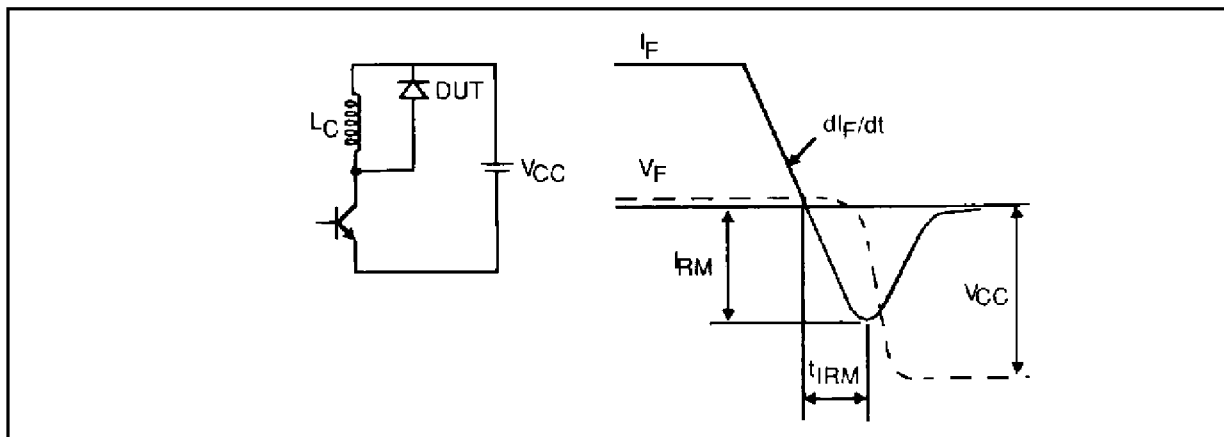 DUT
LC
VCC
IF
dIF/dt
VF
IRM
VCC
tIRM